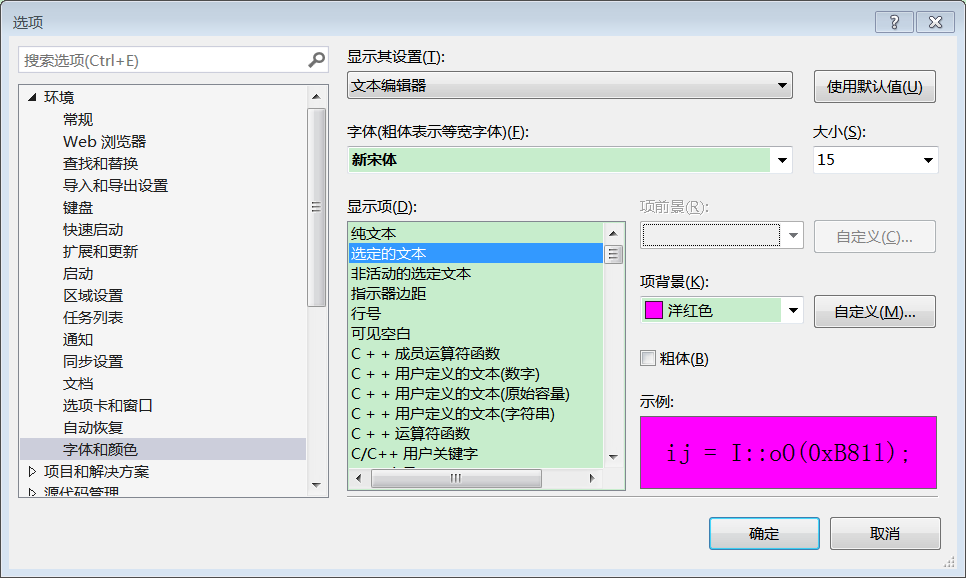 选项
搜索选项(Ctrl+E)
环境
常规
Web 浏览器
查找和替换
导入和导出设置
键盘
快速启动
扩展和更新
启动
区域设置
任务列表
通知
同步设置
文档
选项卡和窗口
自动恢复
字体和颜色
项目和解决方案
源代码管理
显示其设置(T):
文本编辑器
使用默认值(U)
字体(粗体表示等宽字体)(F):
新宋体
大小(S):
15
显示项(D):
纯文本
选定的文本
非活动的选定文本
指示器边距
行号
可见空白
C + + 成员运算符函数
C + + 用户定义的文本(数字)
C + + 用户定义的文本(原始容量)
C + + 用户定义的文本(字符串)
C + + 运算符函数
C/C++ 用户关键字
项前景(R):
自定义(C)...
项背景(K):
洋红色
自定义(M)...
粗体(B)
示例:
ij = I::oO(0xB81l);
确定
取消